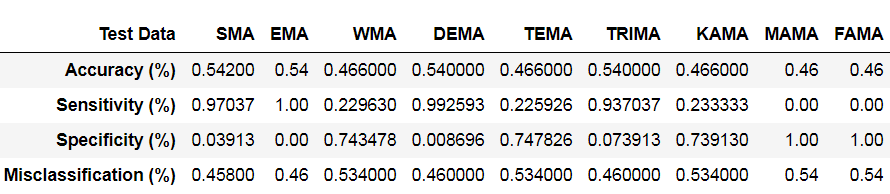 Test Data SMA EMA WMA DEMA TEMA TRIMA KAMA MAMA FAMA
Accuracy (%) 0.54200 0.54 0.466000 0.540000 0.466000 0.540000 0.466000 0.46 0.46
Sensitivity (%) 0.97037 1.00 0.229630 0.992593 0.225926 0.937037 0.233333 0.00 0.00
Specificity (%) 0.03913 0.00 0.743478 0.008696 0.747826 0.073913 0.739130 1.00 1.00
Misclassification (%) 0.45800 0.46 0.534000 0.460000 0.534000 0.460000 0.534000 0.54 0.54